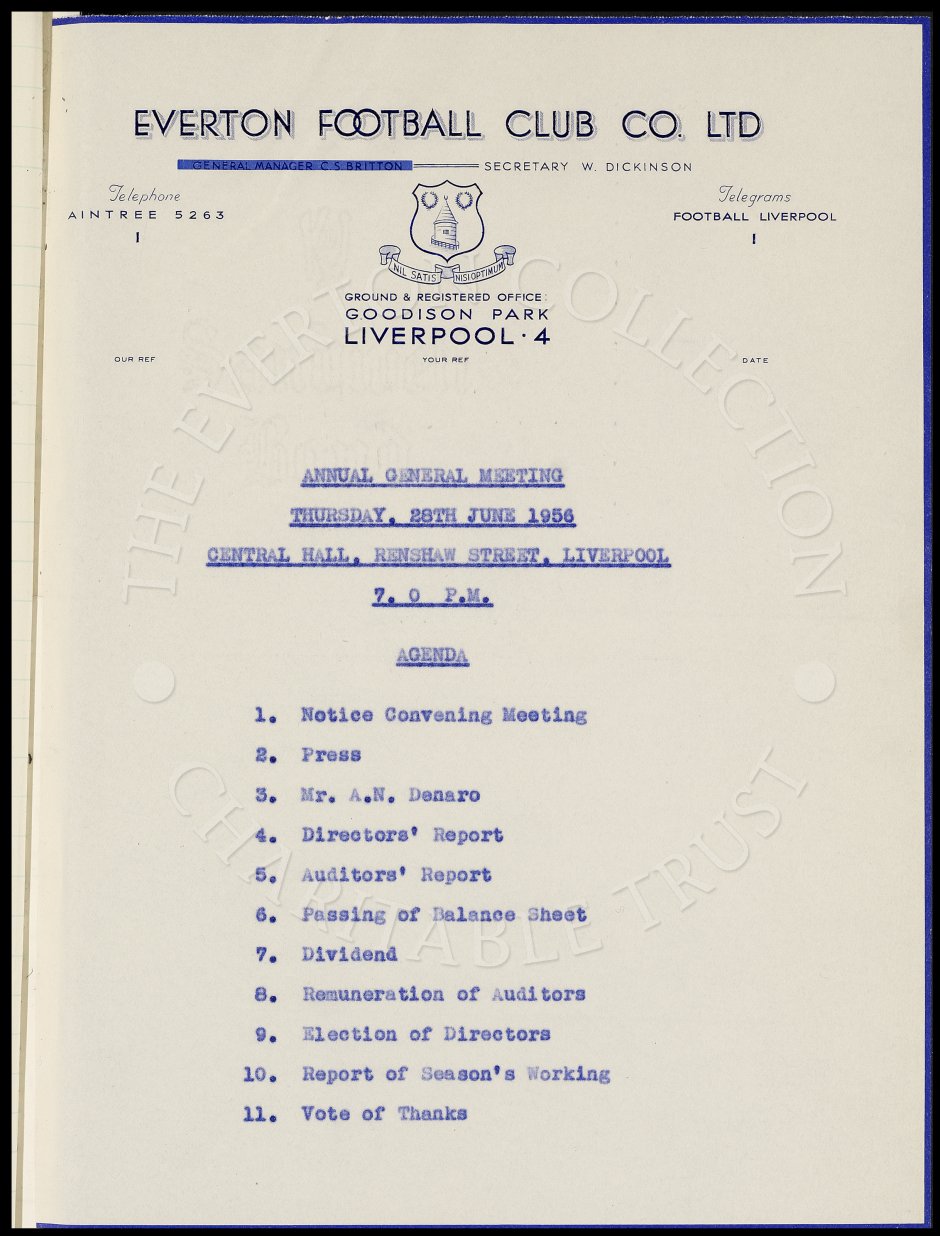 EVERTON FOOTBALL CLUB CO. LTD
GENERAL MANAGER C.S. BRITTON SECRETARY W. DICKINSON
Telephone
AINTREE 5263
1
Telegrams
FOOTBALL LIVERPOOL
1
NIL SATIS NISI OPTIMUM
GROUND & REGISTERED OFFICE:
GOODISON PARK
LIVERPOOL · 4
OUR REF YOUR REF DATE
ANNUAL GENERAL MEETING
THURSDAY, 28TH JUNE 1956
CENTRAL HALL, RENSHAW STREET, LIVERPOOL
7. 0 P.M.
AGENDA
1. Notice Convening Meeting
2. Press
3. Mr. A.N. Denaro
4. Directors' Report
5. Auditors' Report
6. Passing of Balance Sheet
7. Dividend
8. Remuneration of Auditors
9. Election of Directors
10. Report of Season's Working
11. Vote of Thanks
THE EVERTON COLLECTION
CHARITABLE TRUST